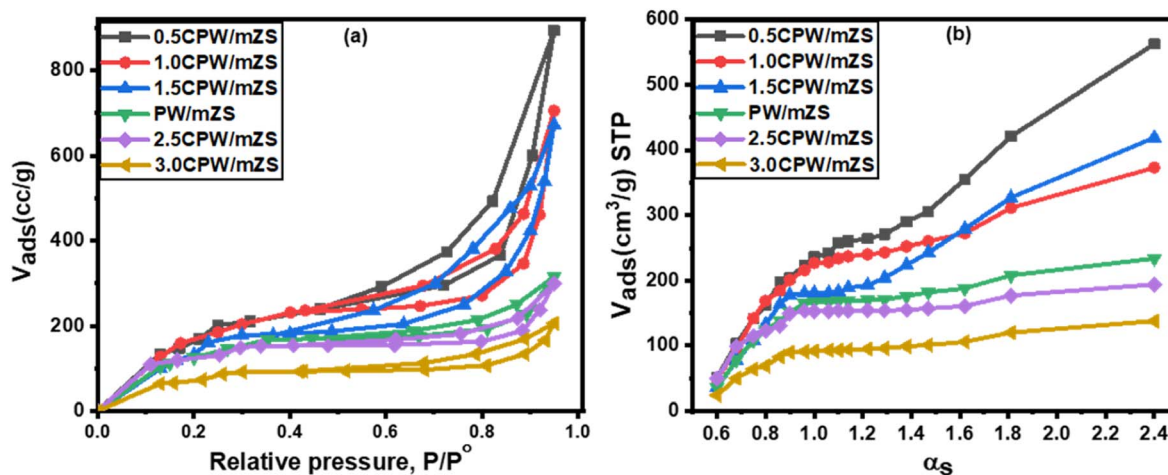 (a)
0.5CPW/mZS
1.0CPW/mZS
1.5CPW/mZS
PW/mZS
2.5CPW/mZS
3.0CPW/mZS
Vads(cc/g)
800
600
400
200
0
0.0 0.2 0.4 0.6 0.8 1.0
Relative pressure, P/P°
(b)
0.5CPW/mZS
1.0CPW/mZS
1.5CPW/mZS
PW/mZS
2.5CPW/mZS
3.0CPW/mZS
Vads(cm³/g) STP
600
500
400
300
200
100
0
0.6 0.8 1.0 1.2 1.4 1.6 1.8 2.0 2.2 2.4
αs